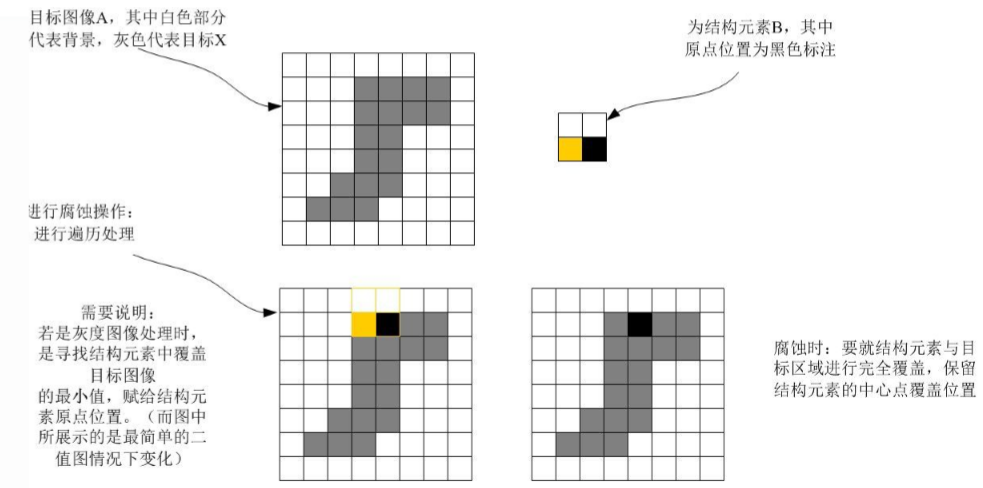 目标图像A，其中白色部分
代表背景，灰色代表目标X
为结构元素B，其中
原点位置为黑色标注
进行腐蚀操作：
进行遍历处理
需要说明：
若是灰度图像处理时，
是寻找结构元素中覆盖
目标图像
的最小值，赋给结构元
素原点位置。（而图中
所展示的是最简单的二
值图情况下变化）
腐蚀时：要就结构元素与目
标区域进行完全覆盖，保留
结构元素的中心点覆盖位置